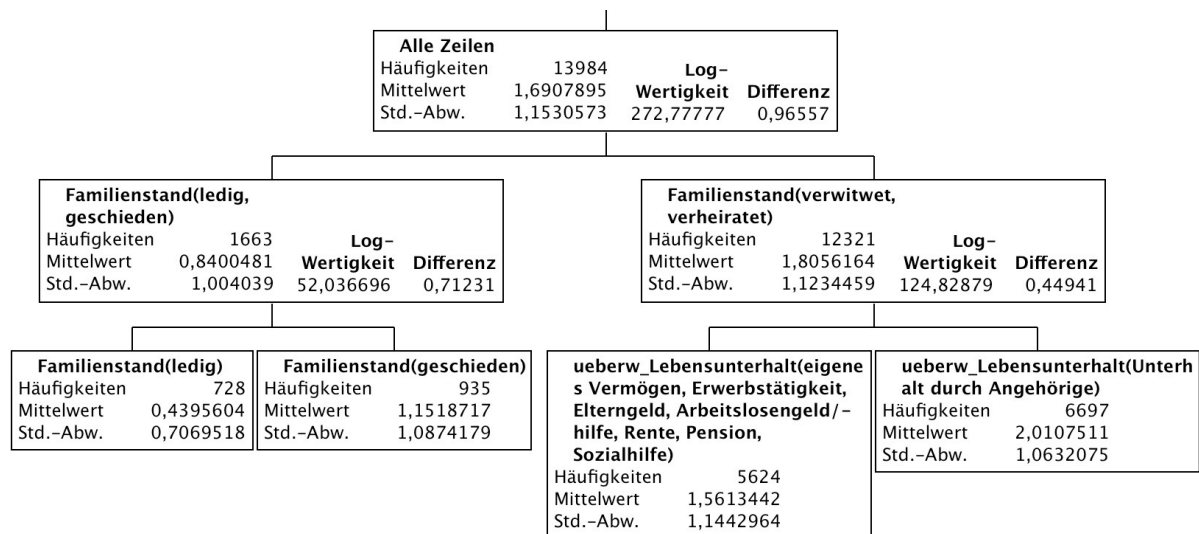 Alle Zeilen
Häufigkeiten 13984 Log-
Mittelwert 1,6907895 Wertigkeit Differenz
Std.-Abw. 1,1530573 272,77777 0,96557
Familienstand(ledig,
geschieden)
Häufigkeiten 1663 Log-
Mittelwert 0,8400481 Wertigkeit Differenz
Std.-Abw. 1,004039 52,036696 0,71231
Familienstand(verwitwet,
verheiratet)
Häufigkeiten 12321 Log-
Mittelwert 1,8056164 Wertigkeit Differenz
Std.-Abw. 1,1234459 124,82879 0,44941
Familienstand(ledig)
Häufigkeiten 728
Mittelwert 0,4395604
Std.-Abw. 0,7069518
Familienstand(geschieden)
Häufigkeiten 935
Mittelwert 1,1518717
Std.-Abw. 1,0874179
ueberw_Lebensunterhalt(eigene
s Vermögen, Erwerbstätigkeit,
Elterngeld, Arbeitslosengeld/-
hilfe, Rente, Pension,
Sozialhilfe)
Häufigkeiten 5624
Mittelwert 1,5613442
Std.-Abw. 1,1442964
ueberw_Lebensunterhalt(Unterh
alt durch Angehörige)
Häufigkeiten 6697
Mittelwert 2,0107511
Std.-Abw. 1,0632075